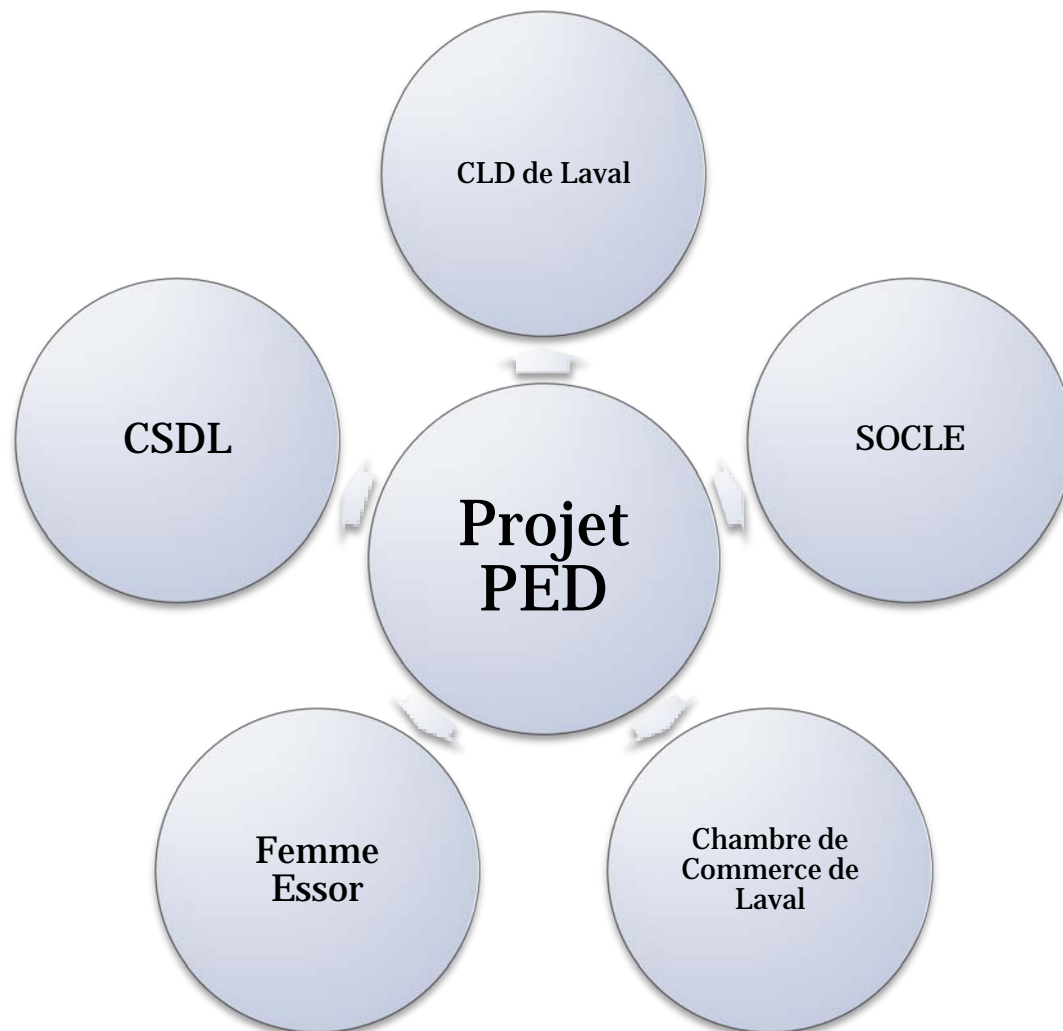 CLD de Laval
CSDL
SOCLE
Projet
PED
Femme
Essor
Chambre de
Commerce de
Laval